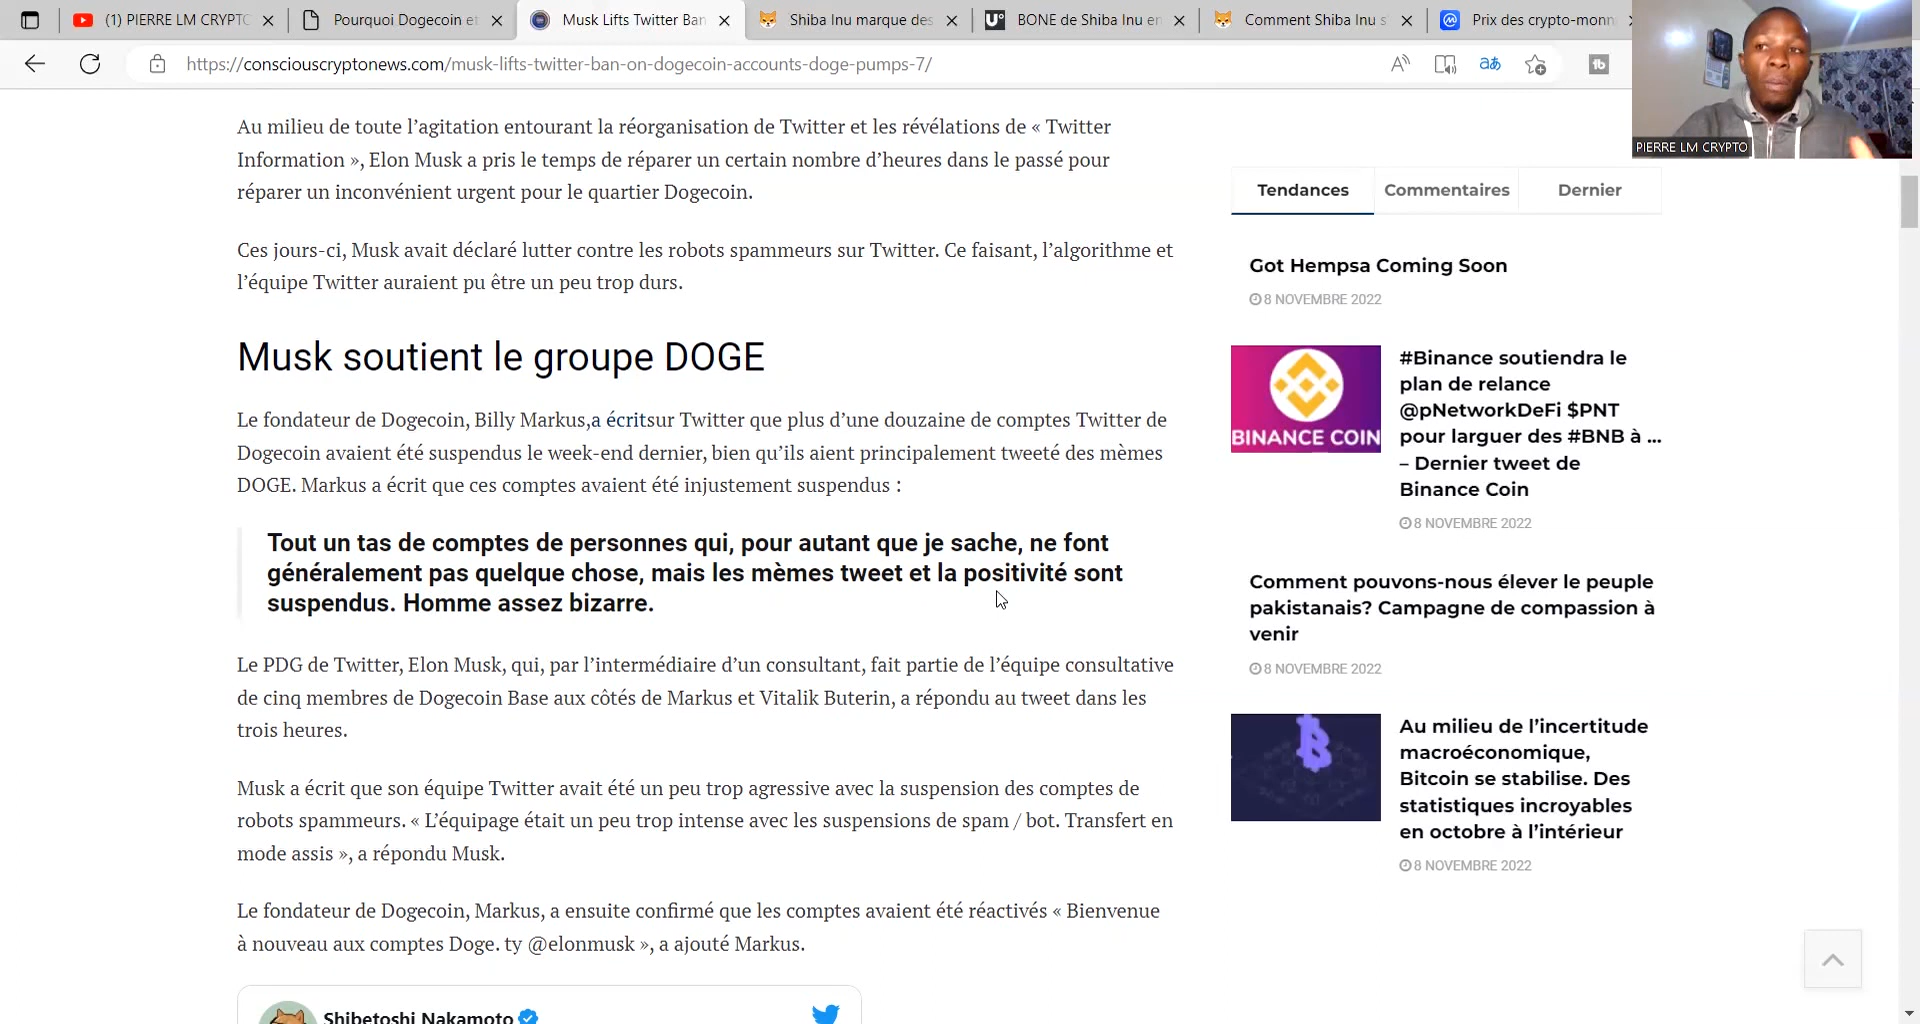 (1) PIERRE LM CRYPTO
Pourquoi Dogecoin et
Musk Lifts Twitter Ban
Shiba Inu marque des
BONE de Shiba Inu en
Comment Shiba Inu s'
Prix des crypto-monn
https://consciouscryptonews.com/musk-lifts-twitter-ban-on-dogecoin-accounts-doge-pumps-7/
PIERRE LM CRYPTO
Au milieu de toute l’agitation entourant la réorganisation de Twitter et les révélations de « Twitter
Information », Elon Musk a pris le temps de réparer un certain nombre d’heures dans le passé pour
réparer un inconvénient urgent pour le quartier Dogecoin.
Ces jours-ci, Musk avait déclaré lutter contre les robots spammeurs sur Twitter. Ce faisant, l’algorithme et
l’équipe Twitter auraient pu être un peu trop durs.
Musk soutient le groupe DOGE
Le fondateur de Dogecoin, Billy Markus,a écritsur Twitter que plus d’une douzaine de comptes Twitter de
Dogecoin avaient été suspendus le week-end dernier, bien qu’ils aient principalement tweeté des mèmes
DOGE. Markus a écrit que ces comptes avaient été injustement suspendus :
Tout un tas de comptes de personnes qui, pour autant que je sache, ne font
généralement pas quelque chose, mais les mèmes tweet et la positivité sont
suspendus. Homme assez bizarre.
Le PDG de Twitter, Elon Musk, qui, par l’intermédiaire d’un consultant, fait partie de l’équipe consultative
de cinq membres de Dogecoin Base aux côtés de Markus et Vitalik Buterin, a répondu au tweet dans les
trois heures.
Musk a écrit que son équipe Twitter avait été un peu trop agressive avec la suspension des comptes de
robots spammeurs. « L’équipage était un peu trop intense avec les suspensions de spam / bot. Transfert en
mode assis », a répondu Musk.
Le fondateur de Dogecoin, Markus, a ensuite confirmé que les comptes avaient été réactivés « Bienvenue
à nouveau aux comptes Doge. ty @elonmusk », a ajouté Markus.
Shibetoshi Nakamoto
Tendances
Commentaires
Dernier
Got Hempsa Coming Soon
8 NOVEMBRE 2022
BINANCE COIN
#Binance soutiendra le
plan de relance
@pNetworkDeFi $PNT
pour larguer des #BNB à ...
– Dernier tweet de
Binance Coin
8 NOVEMBRE 2022
Comment pouvons-nous élever le peuple
pakistanais? Campagne de compassion à
venir
8 NOVEMBRE 2022
Au milieu de l’incertitude
macroéconomique,
Bitcoin se stabilise. Des
statistiques incroyables
en octobre à l’intérieur
8 NOVEMBRE 2022